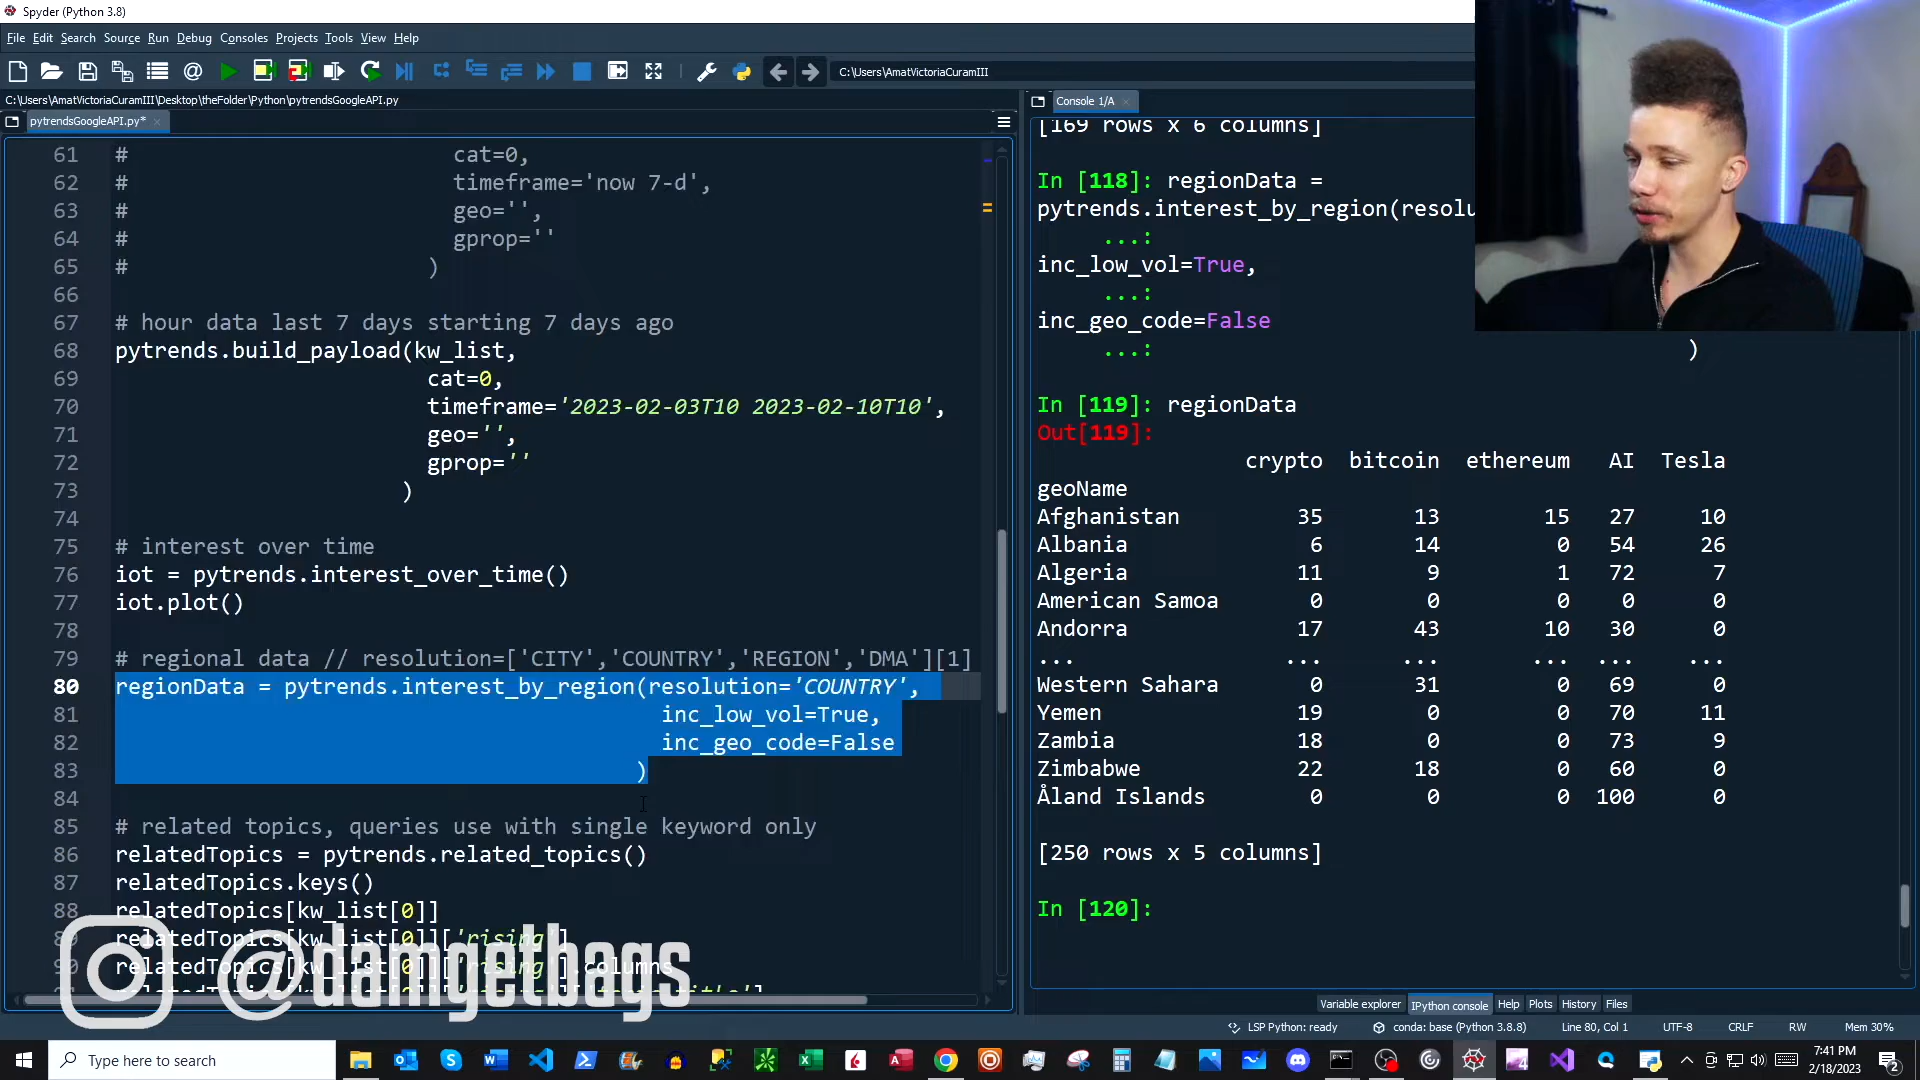 Spyder (Python 3.8)
File Edit Search Source Run Debug Consoles Projects Tools View Help
C:\Users\AmatVictoriaCuramIII
C:\Users\AmatVictoriaCuramIII\Desktop\theFolder\Python\pytrendsGoogleAPI.py
pytrendsGoogleAPI.py*
61 # cat=0,
62 # timeframe='now 7-d',
63 # geo='',
64 # gprop=''
65 # )
66
67 # hour data last 7 days starting 7 days ago
68 pytrends.build_payload(kw_list,
69 cat=0,
70 timeframe='2023-02-03T10 2023-02-10T10',
71 geo='',
72 gprop=''
73 )
74
75 # interest over time
76 iot = pytrends.interest_over_time()
77 iot.plot()
78
79 # regional data // resolution=['CITY','COUNTRY','REGION','DMA'][1]
80 regionData = pytrends.interest_by_region(resolution='COUNTRY',
81 inc_low_vol=True,
82 inc_geo_code=False
83 )
84
85 # related topics, queries use with single keyword only
86 relatedTopics = pytrends.related_topics()
87 relatedTopics.keys()
88 relatedTopics[kw_list[0]]
89 relatedTopics[kw_list[0]]['rising']
90 relatedTopics[kw_list[0]]['rising'].columns
@damgetbags
Console 1/A
[169 rows x 6 columns]
In [118]: regionData =
pytrends.interest_by_region(resolu
...:
inc_low_vol=True,
...:
inc_geo_code=False
...: )
In [119]: regionData
Out[119]:
crypto bitcoin ethereum AI Tesla
geoName
Afghanistan 35 13 15 27 10
Albania 6 14 0 54 26
Algeria 11 9 1 72 7
American Samoa 0 0 0 0 0
Andorra 17 43 10 30 0
... ... ... ... ... ...
Western Sahara 0 31 0 69 0
Yemen 19 0 0 70 11
Zambia 18 0 0 73 9
Zimbabwe 22 18 0 60 0
Åland Islands 0 0 0 100 0
[250 rows x 5 columns]
In [120]:
Variable explorer IPython console Help Plots History Files
LSP Python: ready conda: base (Python 3.8.8) Line 80, Col 1 UTF-8 CRLF RW Mem 30%
Type here to search
7:41 PM
2/18/2023
2